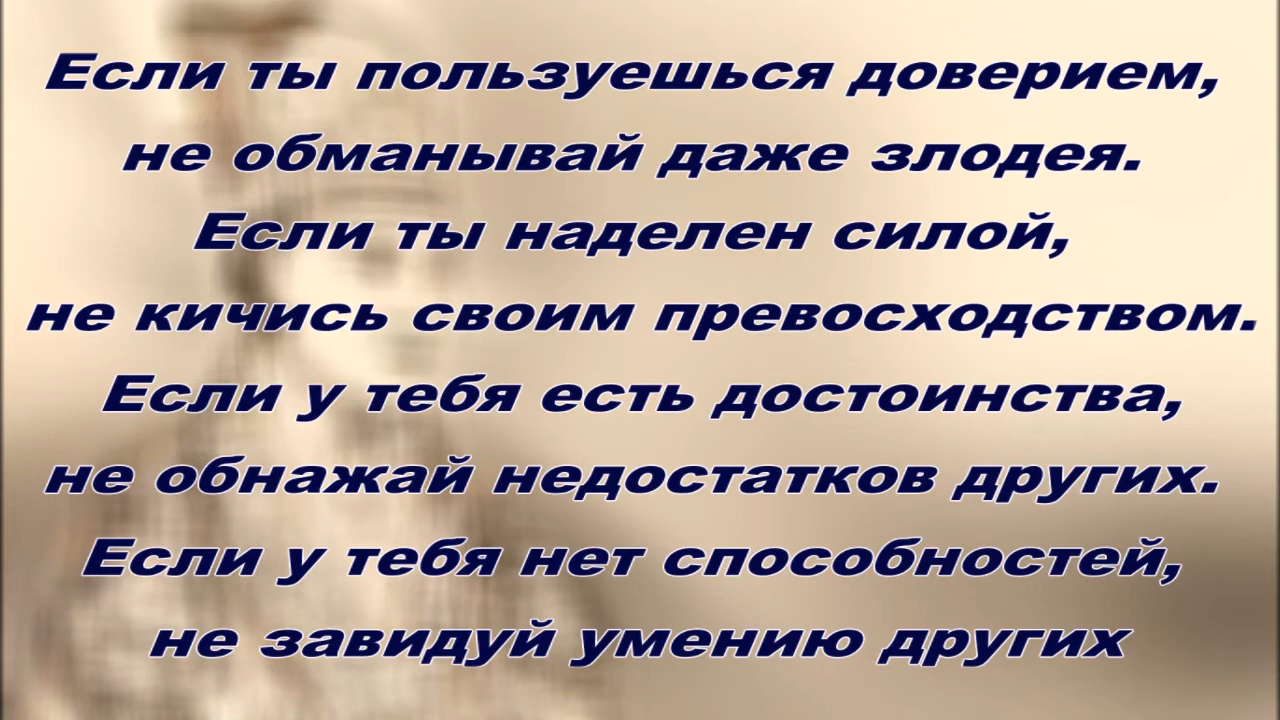 Если ты пользуешься доверием,
не обманывай даже злодея.
Если ты наделен силой,
не кичись своим превосходством.
Если у тебя есть достоинства,
не обнажай недостатков других.
Если у тебя нет способностей,
не завидуй умению других